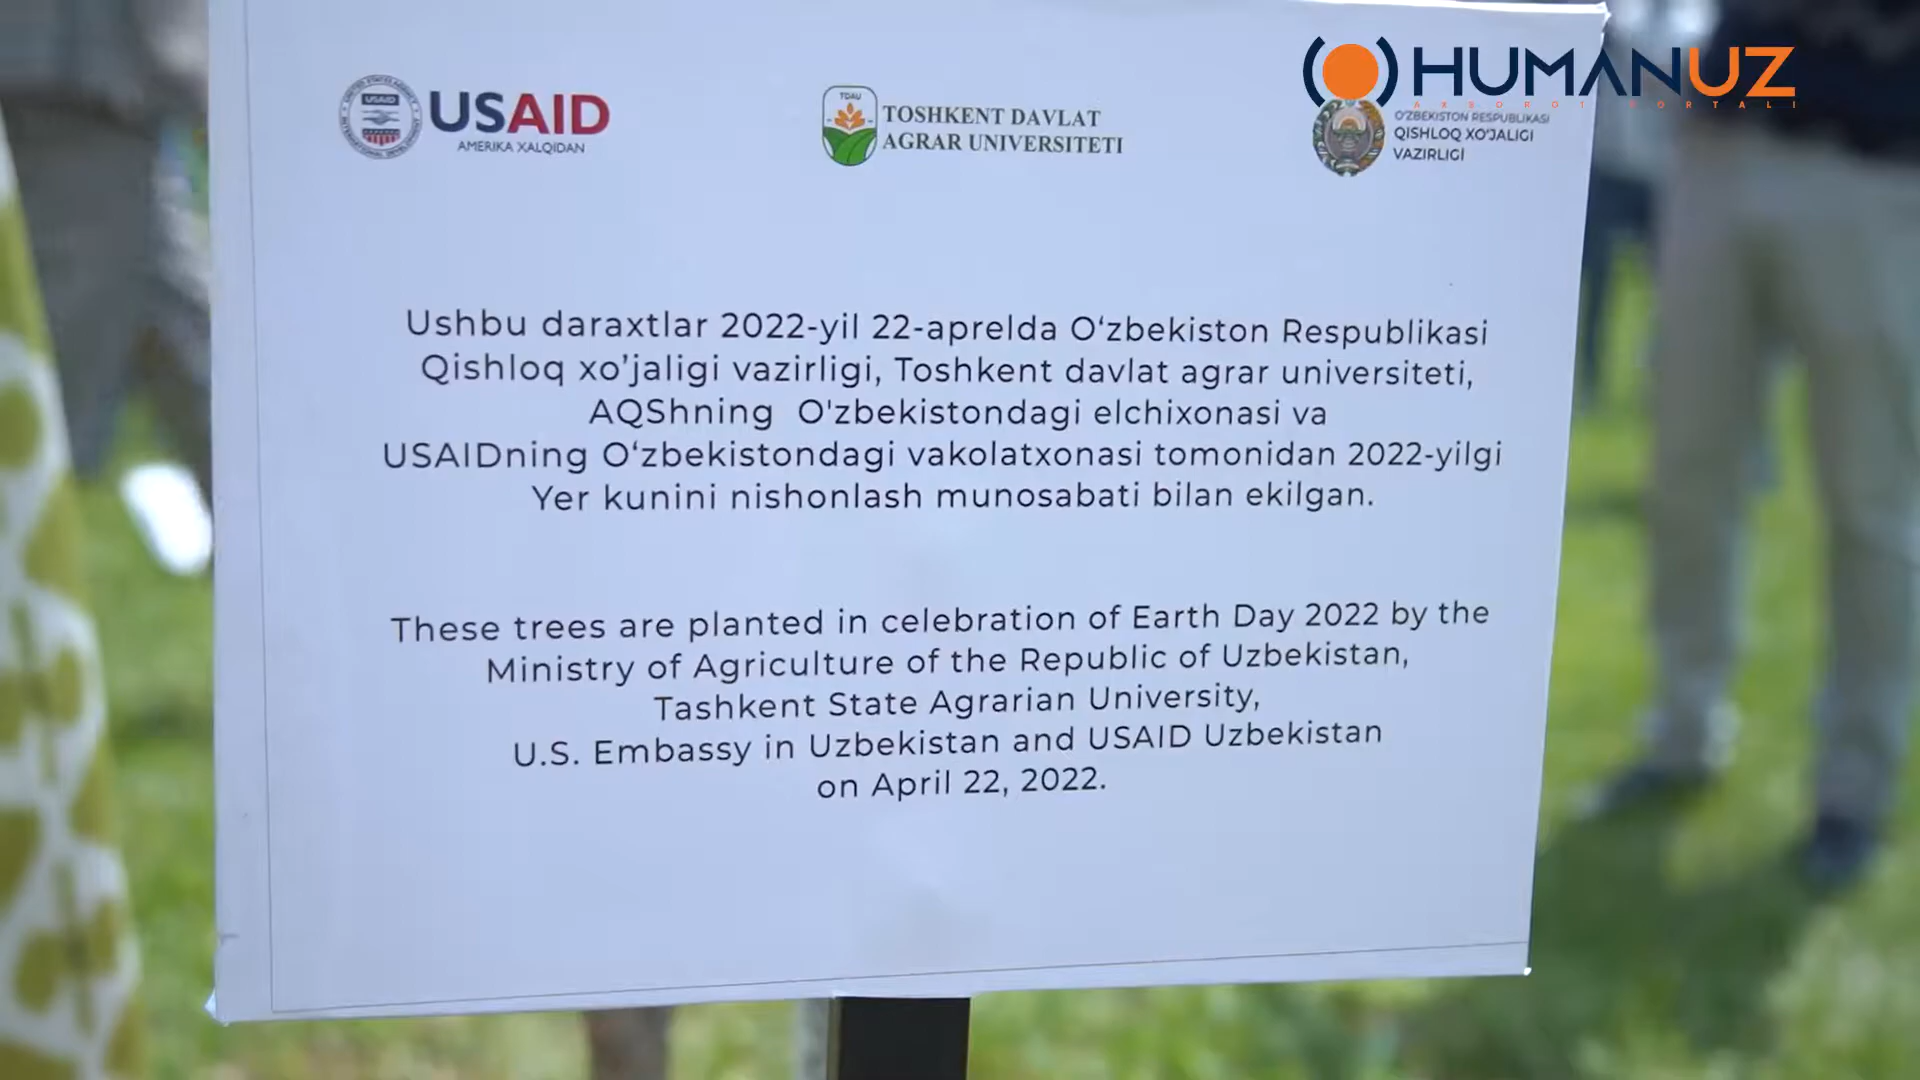 HUMANUZ
AXBOROT PORTALI
USAID
USAID
AMERIKA XALQIDAN
TDAU
TOSHKENT DAVLAT
AGRAR UNIVERSITETI
O'ZBEKISTON RESPUBLIKASI
QISHLOQ XO'JALIGI
VAZIRLIGI
Ushbu daraxtlar 2022-yil 22-aprelda O‘zbekiston Respublikasi
Qishloq xo’jaligi vazirligi, Toshkent davlat agrar universiteti,
AQShning O'zbekistondagi elchixonasi va
USAIDning O‘zbekistondagi vakolatxonasi tomonidan 2022-yilgi
Yer kunini nishonlash munosabati bilan ekilgan.
These trees are planted in celebration of Earth Day 2022 by the
Ministry of Agriculture of the Republic of Uzbekistan,
Tashkent State Agrarian University,
U.S. Embassy in Uzbekistan and USAID Uzbekistan
on April 22, 2022.